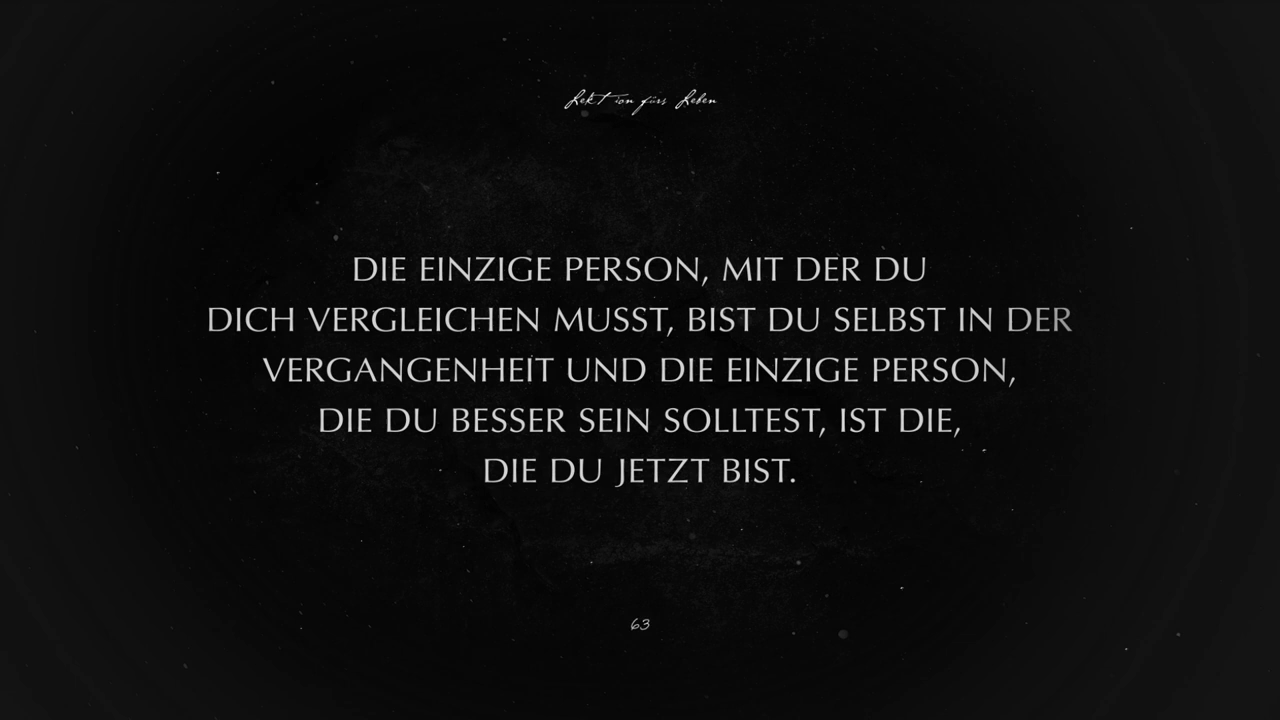 Lektion fürs Leben
DIE EINZIGE PERSON, MIT DER DU
DICH VERGLEICHEN MUSST, BIST DU SELBST IN DER
VERGANGENHEIT UND DIE EINZIGE PERSON,
DIE DU BESSER SEIN SOLLTEST, IST DIE,
DIE DU JETZT BIST.
63